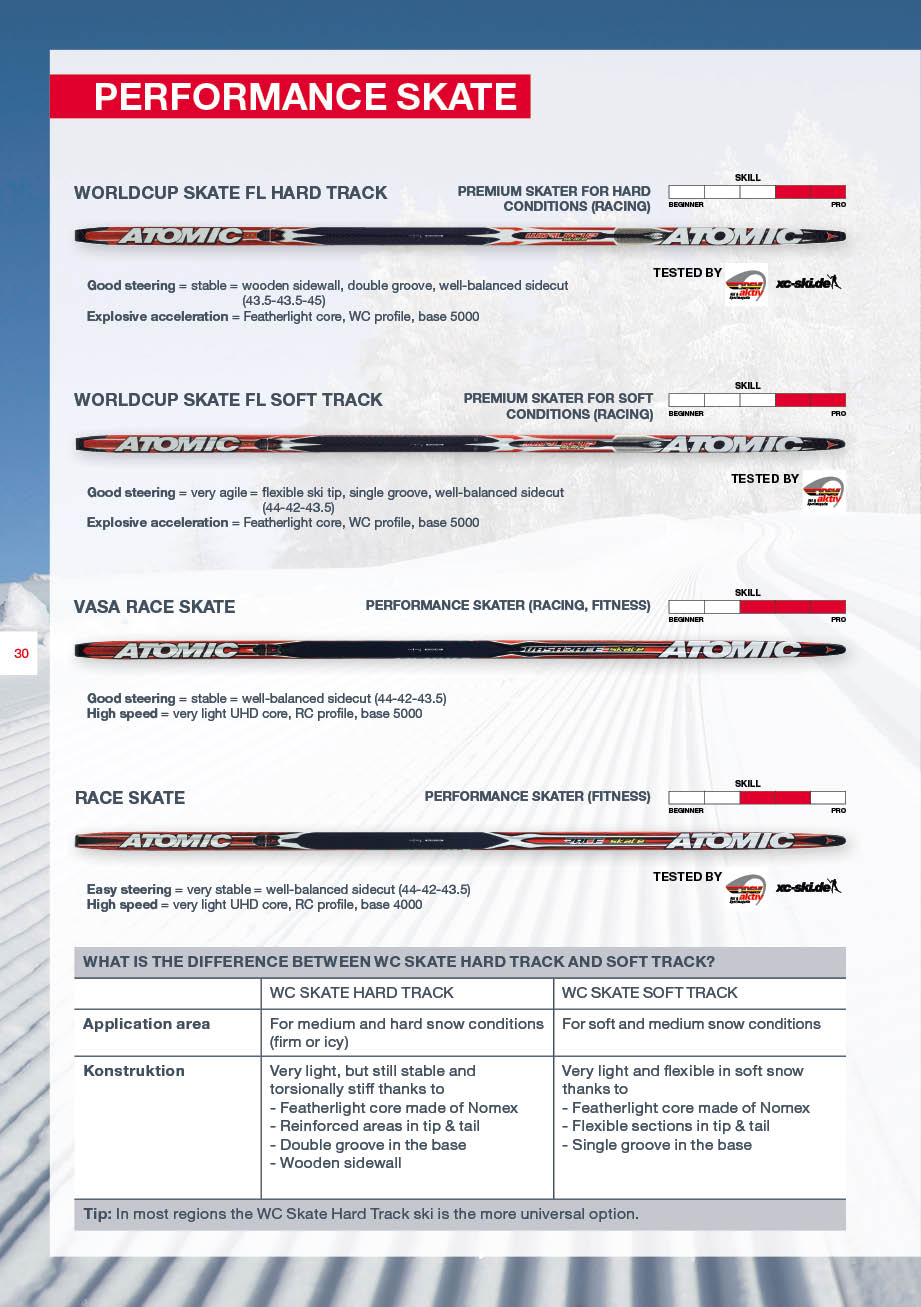 PERFORMANCE SKATE
WORLDCUP SKATE FL HARD TRACK
PREMIUM SKATER FOR HARD
CONDITIONS (RACING)
SKILL
BEGINNER PRO
ATOMIC WORLDCUP SKATE ATOMIC
TESTED BY
aktiv
xc-ski.de
Good steering = stable = wooden sidewall, double groove, well-balanced sidecut
(43.5-43.5-45)
Explosive acceleration = Featherlight core, WC profile, base 5000
WORLDCUP SKATE FL SOFT TRACK
PREMIUM SKATER FOR SOFT
CONDITIONS (RACING)
SKILL
BEGINNER PRO
ATOMIC WORLDCUP SKATE ATOMIC
TESTED BY
aktiv
Good steering = very agile = flexible ski tip, single groove, well-balanced sidecut
(44-42-43.5)
Explosive acceleration = Featherlight core, WC profile, base 5000
VASA RACE SKATE
PERFORMANCE SKATER (RACING, FITNESS)
SKILL
BEGINNER PRO
30
ATOMIC VASA RACE skate ATOMIC
Good steering = stable = well-balanced sidecut (44-42-43.5)
High speed = very light UHD core, RC profile, base 5000
RACE SKATE
PERFORMANCE SKATER (FITNESS)
SKILL
BEGINNER PRO
ATOMIC RACE skate ATOMIC
TESTED BY
aktiv
xc-ski.de
Easy steering = very stable = well-balanced sidecut (44-42-43.5)
High speed = very light UHD core, RC profile, base 4000
WHAT IS THE DIFFERENCE BETWEEN WC SKATE HARD TRACK AND SOFT TRACK?
WC SKATE HARD TRACK
WC SKATE SOFT TRACK
Application area
For medium and hard snow conditions
(firm or icy)
For soft and medium snow conditions
Konstruktion
Very light, but still stable and
torsionally stiff thanks to
- Featherlight core made of Nomex
- Reinforced areas in tip & tail
- Double groove in the base
- Wooden sidewall
Very light and flexible in soft snow
thanks to
- Featherlight core made of Nomex
- Flexible sections in tip & tail
- Single groove in the base
Tip: In most regions the WC Skate Hard Track ski is the more universal option.